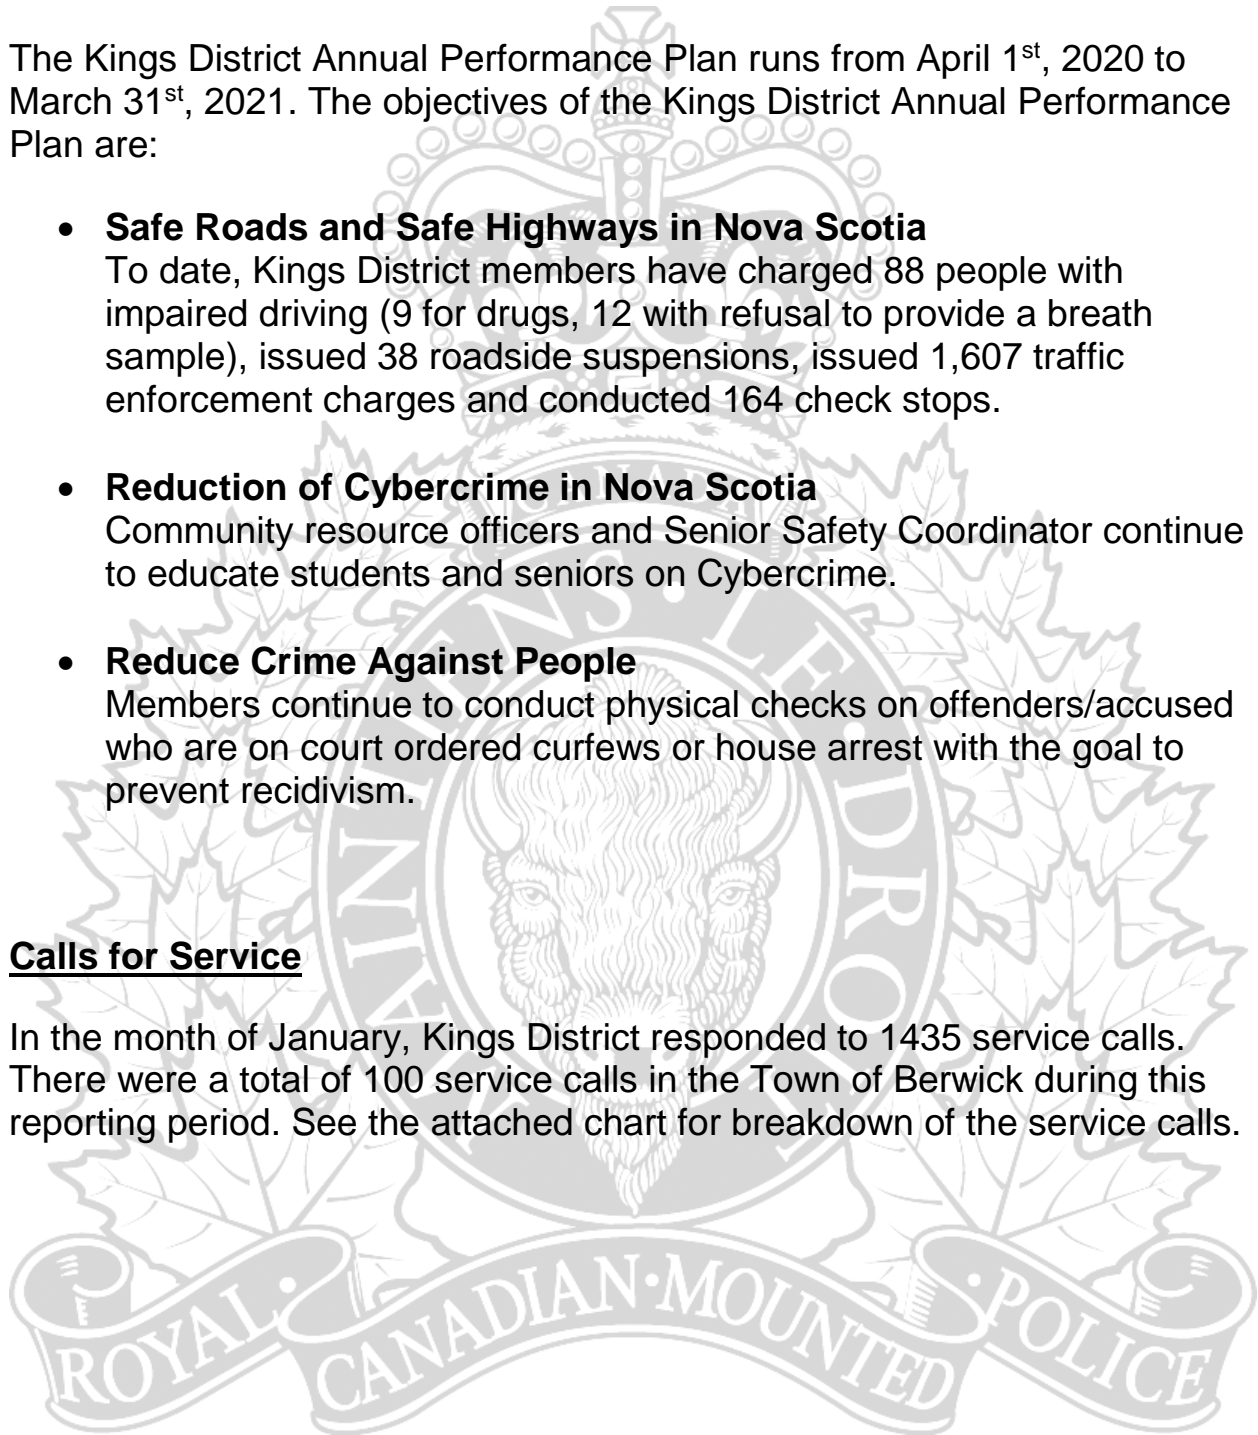 The Kings District Annual Performance Plan runs from April 1st, 2020 to
March 31st, 2021. The objectives of the Kings District Annual Performance
Plan are:
• Safe Roads and Safe Highways in Nova Scotia
To date, Kings District members have charged 88 people with
impaired driving (9 for drugs, 12 with refusal to provide a breath
sample), issued 38 roadside suspensions, issued 1,607 traffic
enforcement charges and conducted 164 check stops.
• Reduction of Cybercrime in Nova Scotia
Community resource officers and Senior Safety Coordinator continue
to educate students and seniors on Cybercrime.
• Reduce Crime Against People
Members continue to conduct physical checks on offenders/accused
who are on court ordered curfews or house arrest with the goal to
prevent recidivism.
Calls for Service
In the month of January, Kings District responded to 1435 service calls.
There were a total of 100 service calls in the Town of Berwick during this
reporting period. See the attached chart for breakdown of the service calls.
CANADA
MAINTIENS LE DROIT
ROYAL · CANADIAN · MOUNTED · POLICE